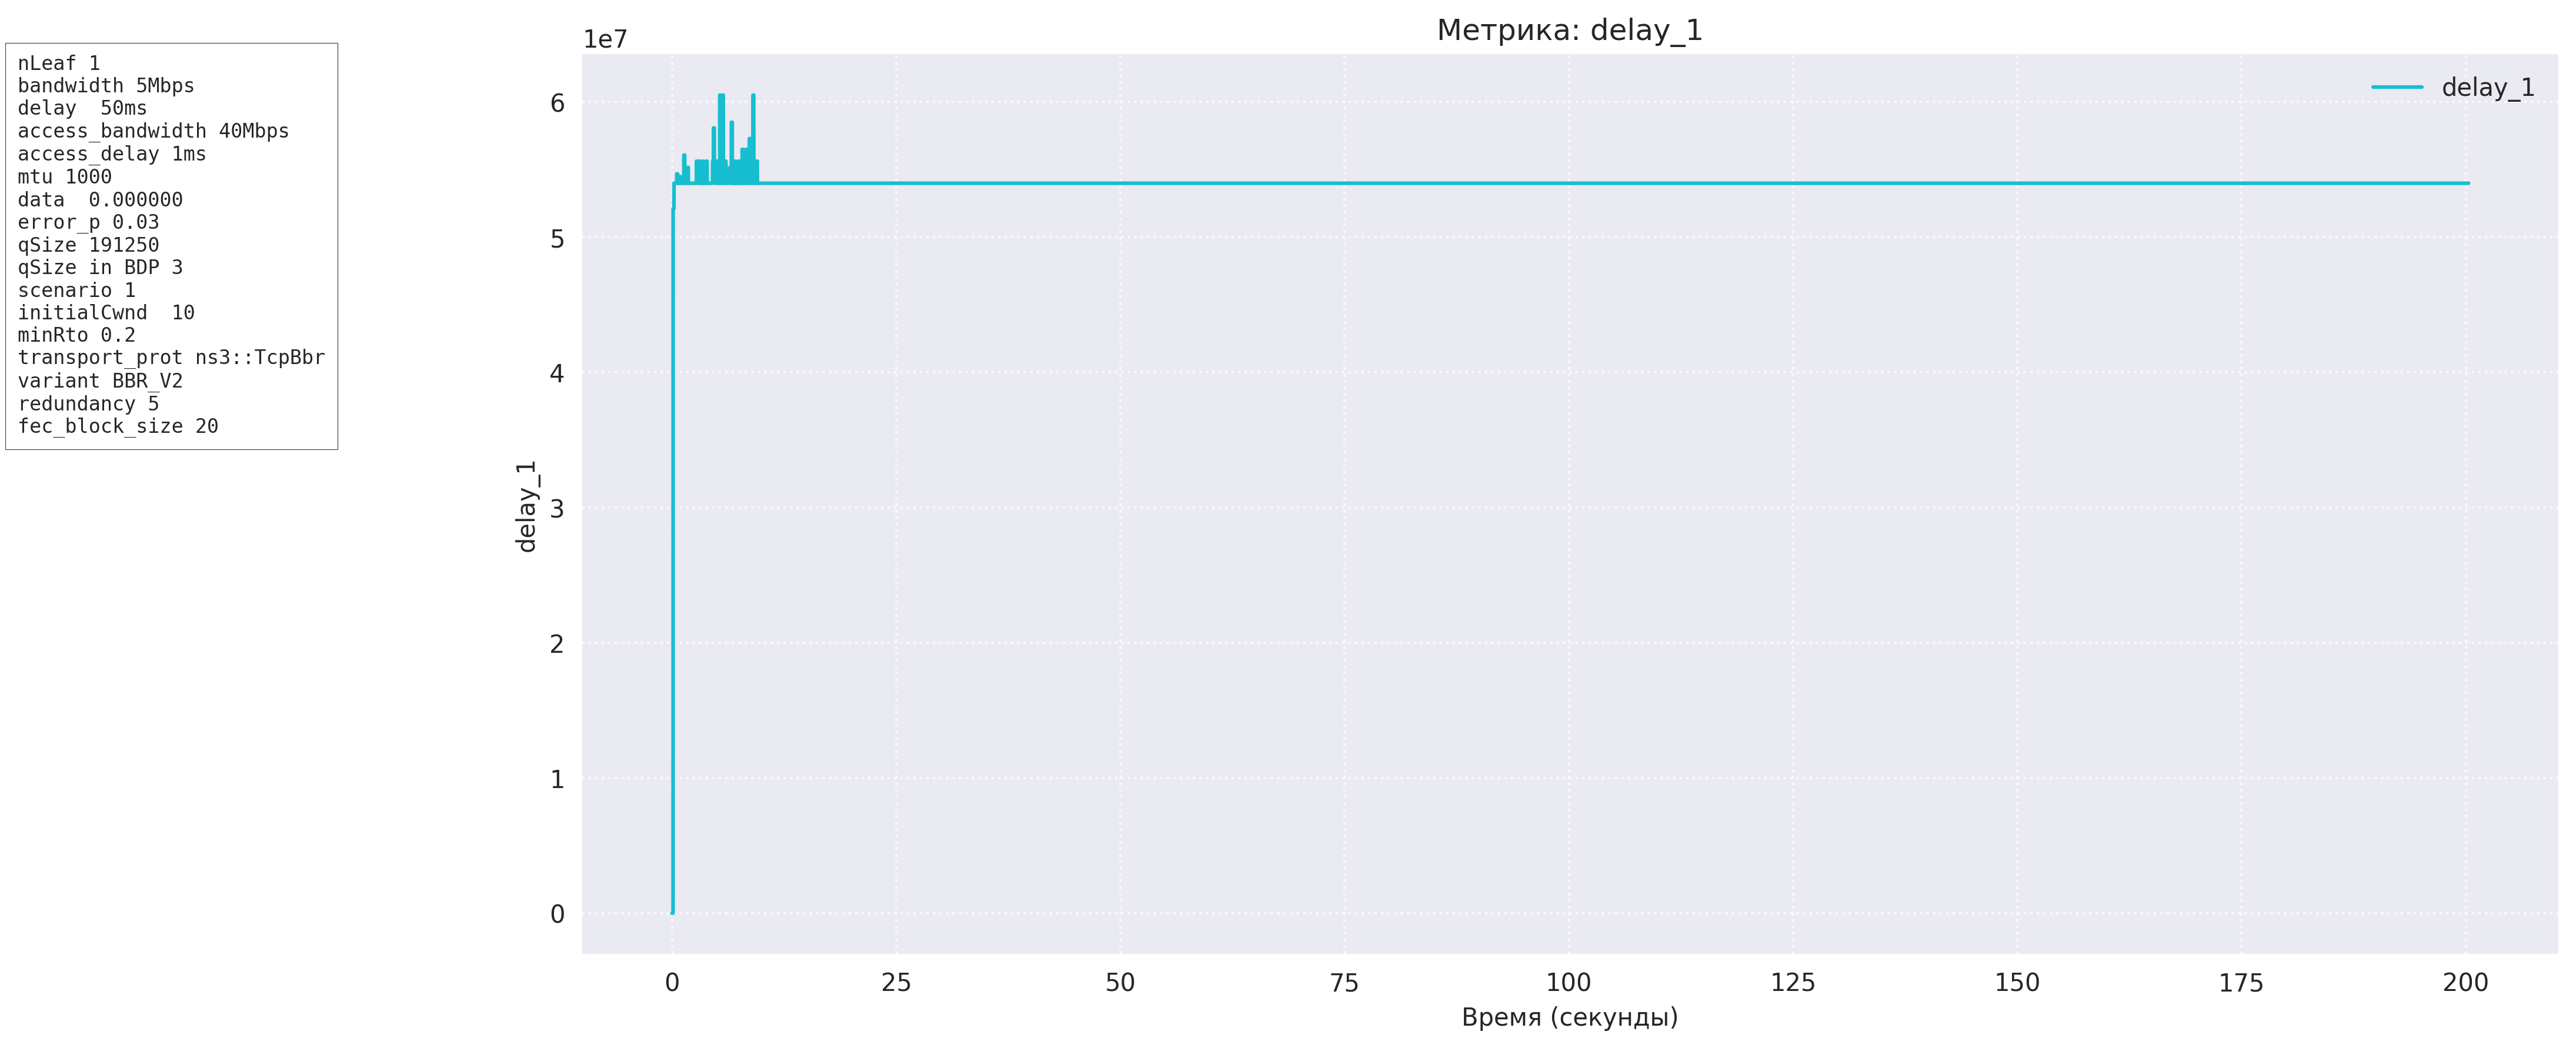 nLeaf 1
bandwidth 5Mbps
delay  50ms
access_bandwidth 40Mbps
access_delay 1ms
mtu 1000
data  0.000000
error_p 0.03
qSize 191250
qSize in BDP 3
scenario 1
initialCwnd  10
minRto 0.2
transport_prot ns3::TcpBbr
variant BBR_V2
redundancy 5
fec_block_size 20
Метрика: delay_1
1e7
delay_1
6
5
4
3
2
1
0
delay_1
0 25 50 75 100 125 150 175 200
Время (секунды)